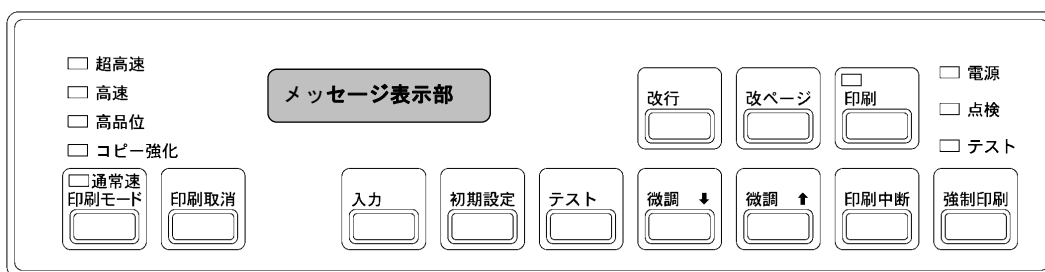 超高速
高速
高品位
コピー強化
メッセージ表示部
改行
改ページ
印刷
電源
点検
テスト
通常速
印刷モード
印刷取消
入力
初期設定
テスト
微調 ⬇
微調 ⬆
印刷中断
強制印刷